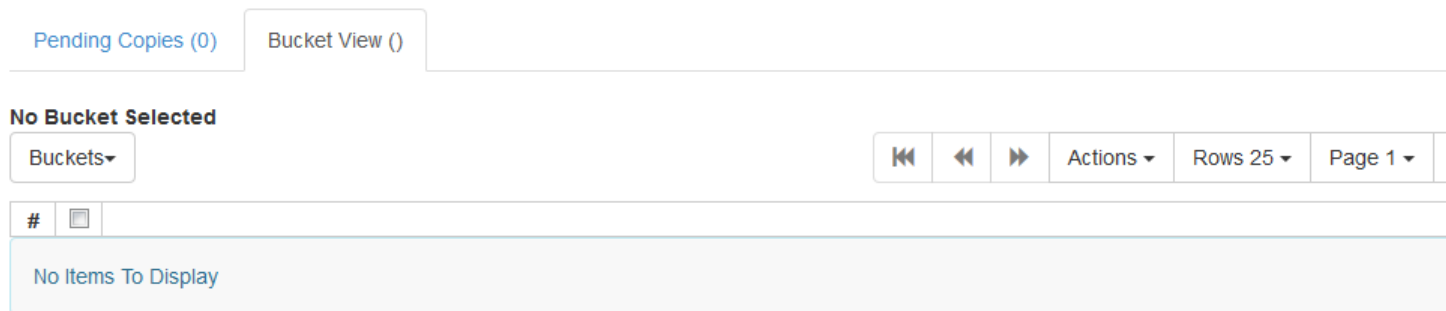 Pending Copies (0) Bucket View ()
No Bucket Selected
Buckets Actions Rows 25 Page 1
#
No Items To Display